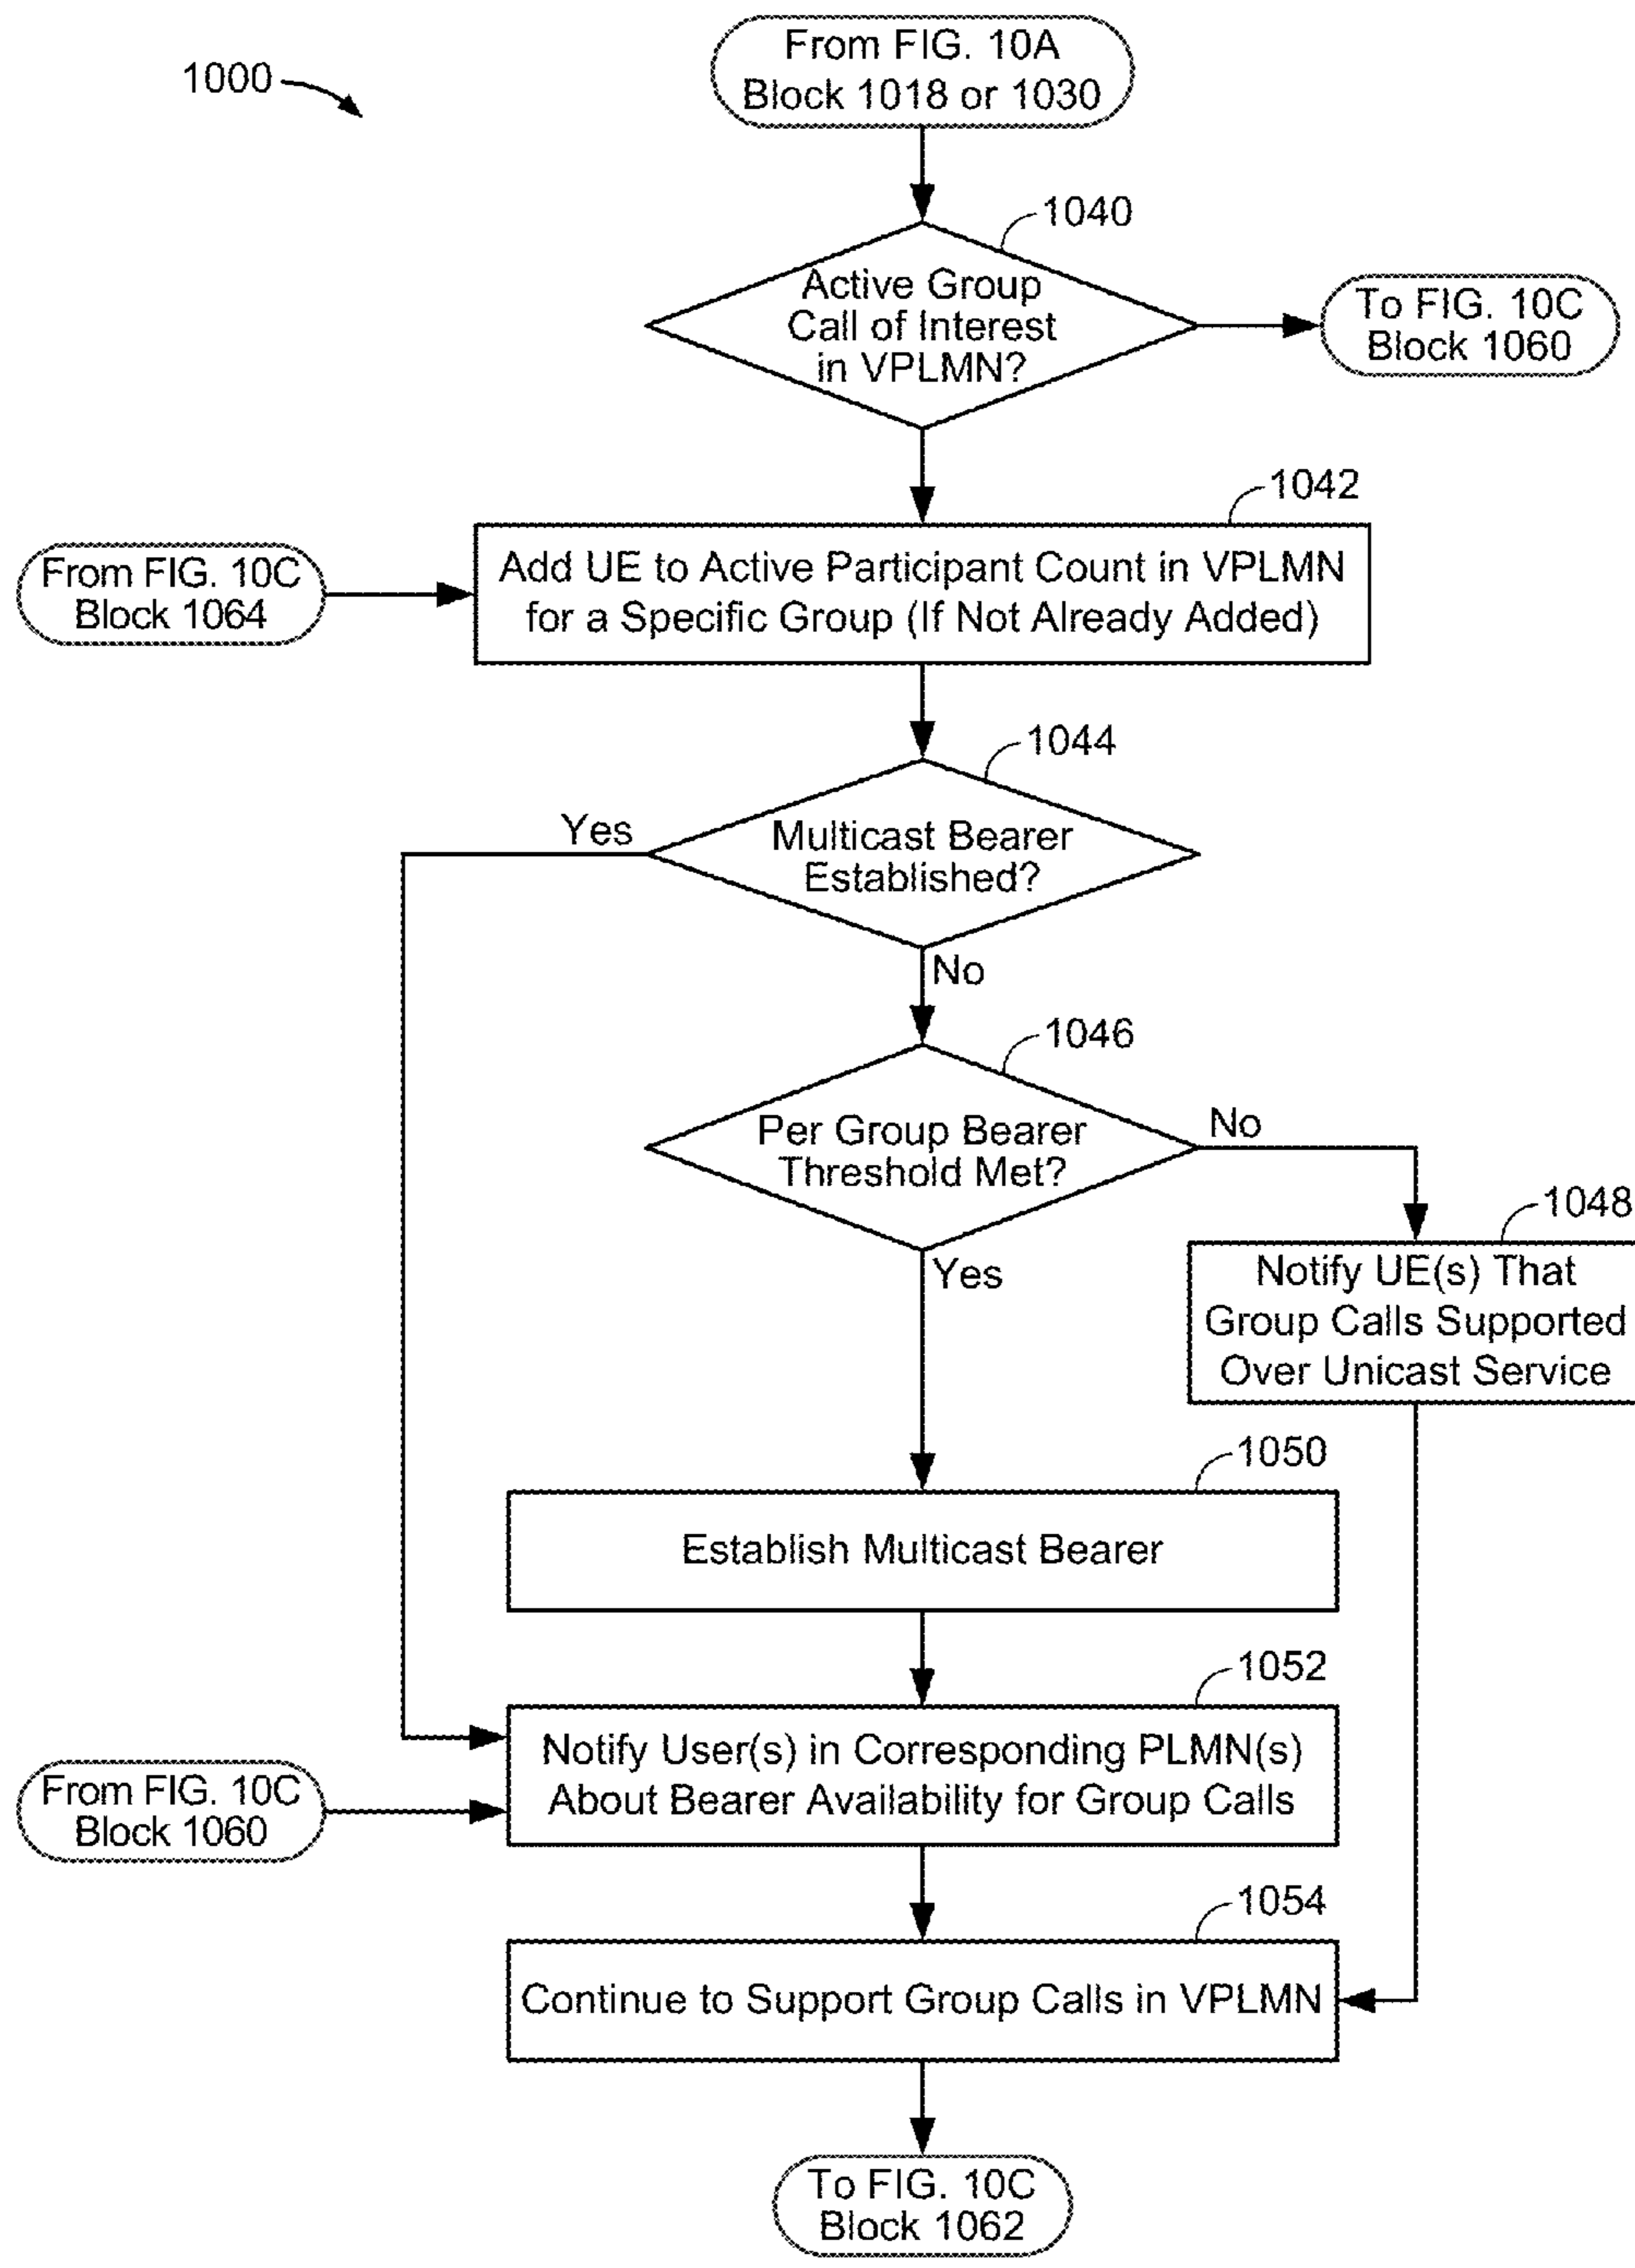 1000
From FIG. 10A
Block 1018 or 1030
1040
Active Group
Call of Interest
in VPLMN?
To FIG. 10C
Block 1060
1042
From FIG. 10C
Block 1064
Add UE to Active Participant Count in VPLMN
for a Specific Group (If Not Already Added)
1044
Yes
Multicast Bearer
Established?
No
1046
Per Group Bearer
Threshold Met?
No
1048
Yes
Notify UE(s) That
Group Calls Supported
Over Unicast Service
1050
Establish Multicast Bearer
1052
Notify User(s) in Corresponding PLMN(s)
About Bearer Availability for Group Calls
From FIG. 10C
Block 1060
1054
Continue to Support Group Calls in VPLMN
To FIG. 10C
Block 1062